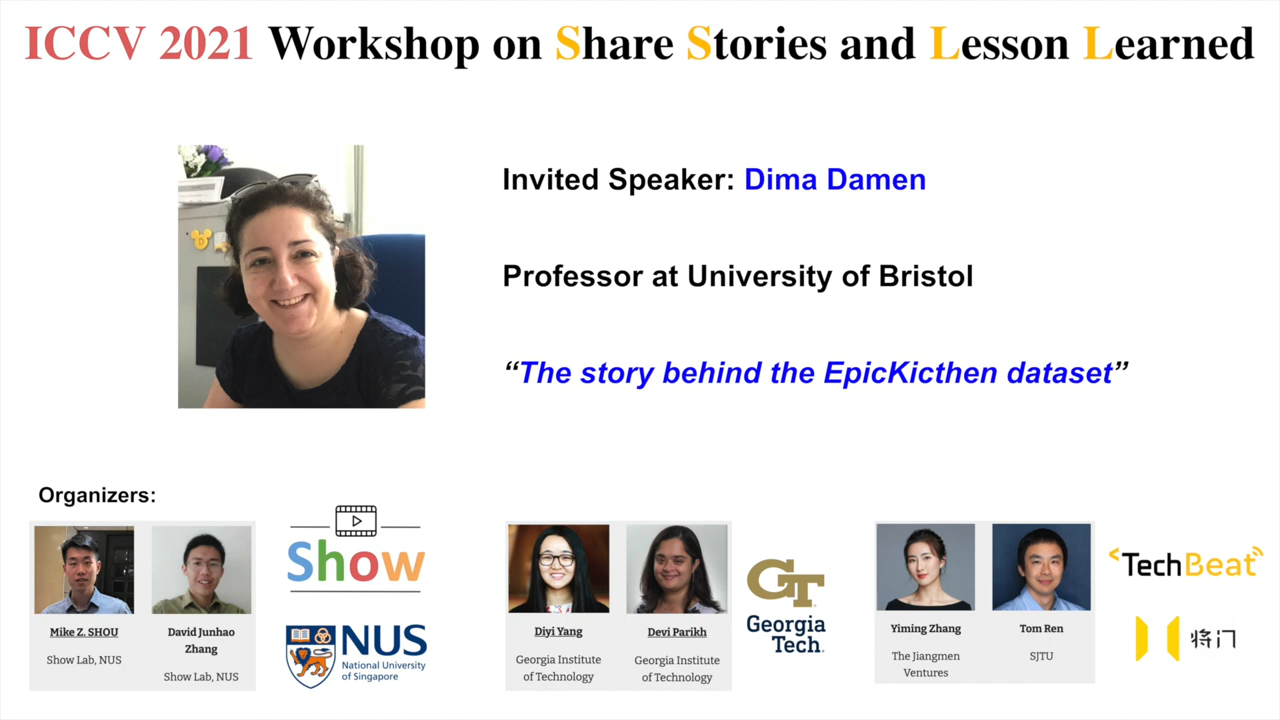 ICCV 2021 Workshop on Share Stories and Lesson Learned
Invited Speaker: Dima Damen
Professor at University of Bristol
“The story behind the EpicKicthen dataset”
Organizers:
Mike Z. SHOU
Show Lab, NUS
David Junhao
Zhang
Show Lab, NUS
Show
NUS
National University
of Singapore
Diyi Yang
Georgia Institute
of Technology
Devi Parikh
Georgia Institute
of Technology
GT
Georgia
Tech.
Yiming Zhang
The Jiangmen
Ventures
Tom Ren
SJTU
TechBeat
将门